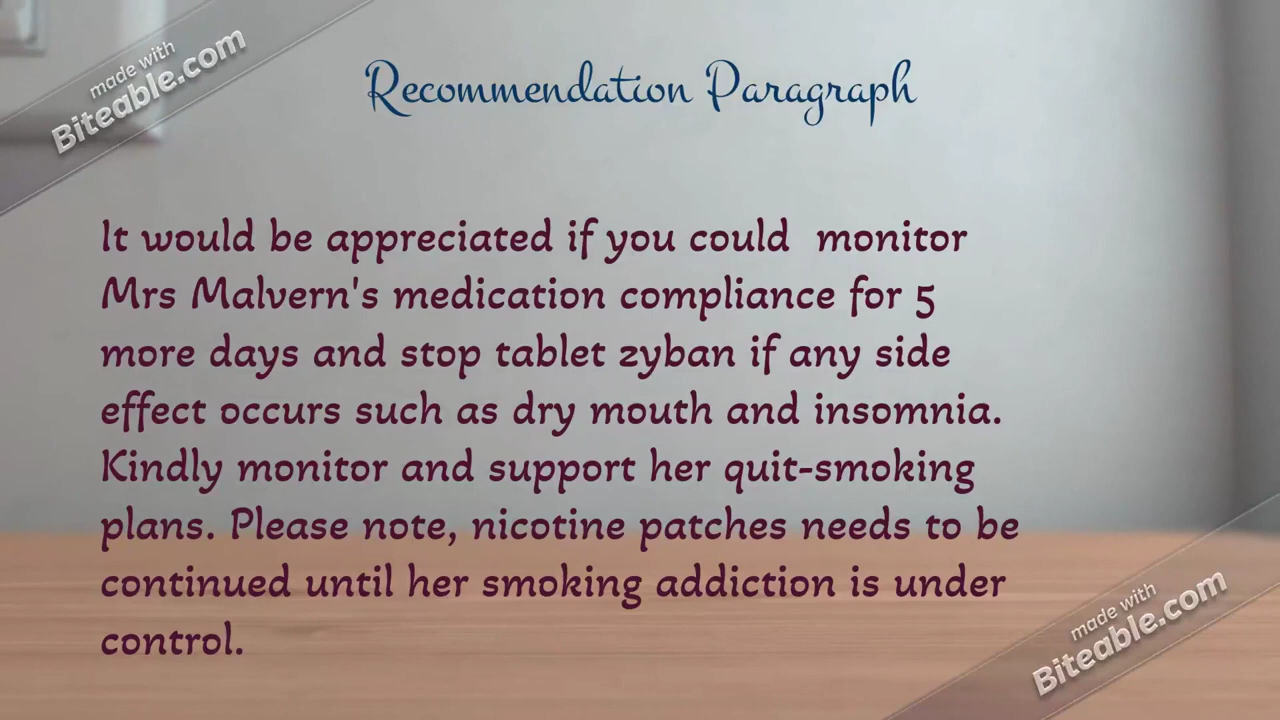 made with
Biteable.com
Recommendation Paragraph
It would be appreciated if you could monitor
Mrs Malvern's medication compliance for 5
more days and stop tablet zyban if any side
effect occurs such as dry mouth and insomnia.
Kindly monitor and support her quit-smoking
plans. Please note, nicotine patches needs to be
continued until her smoking addiction is under
control.
made with
Biteable.com